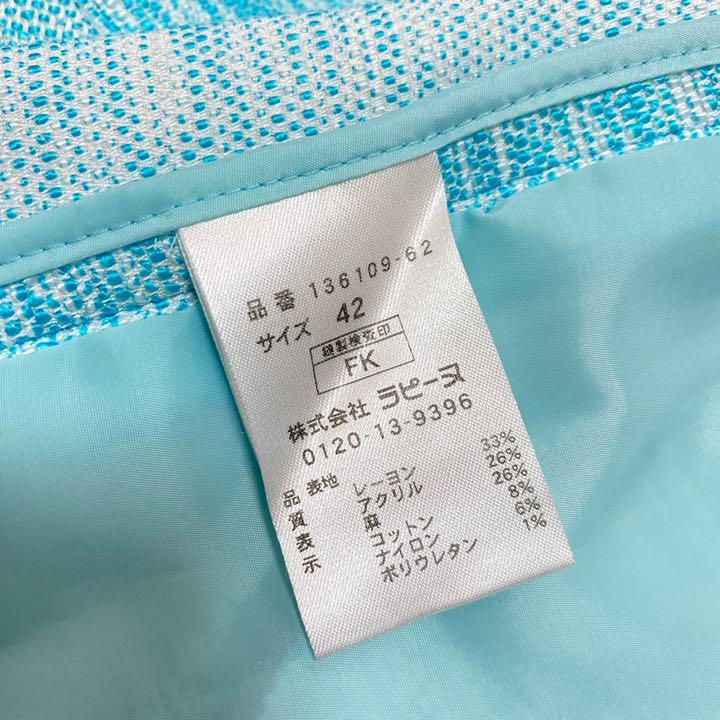 品番 136109-62
サイズ 42
縫製検査印
FK
株式会社 ラピーヌ
0120-13-9396
品質表示
表地 レーヨン 33%
アクリル 26%
麻 26%
コットン 8%
ナイロン 6%
ポリウレタン 1%